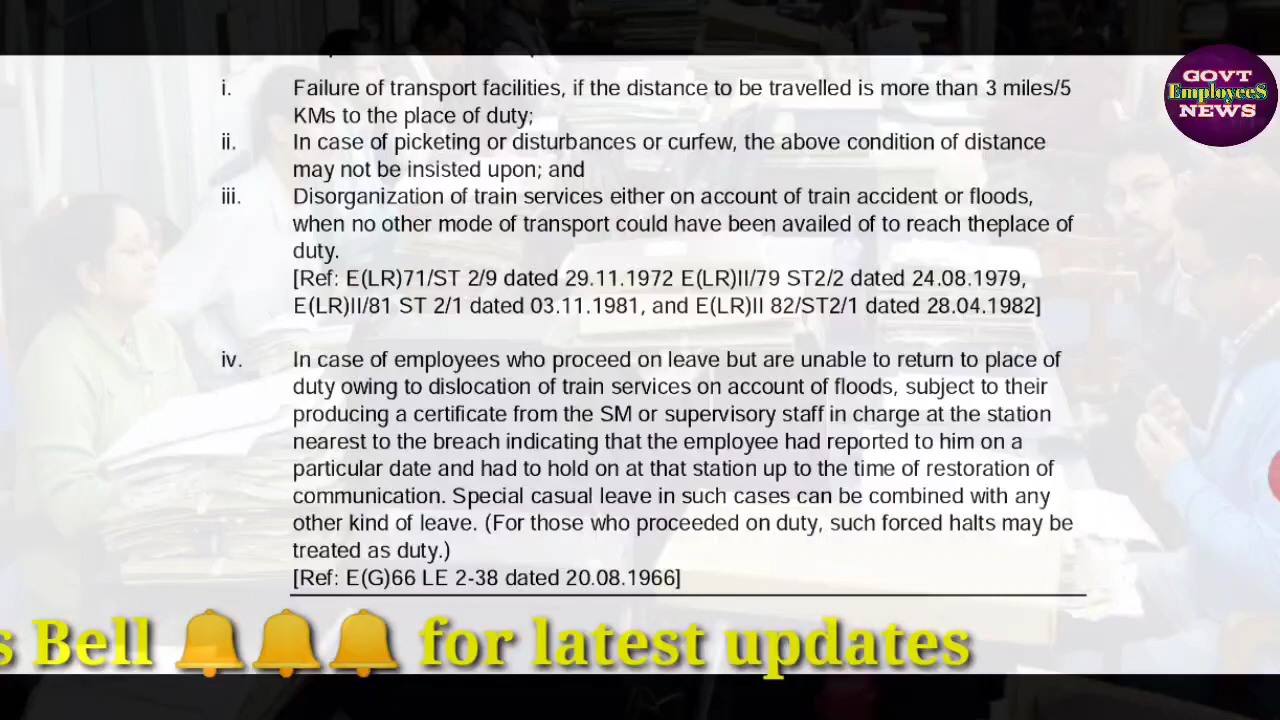 GOVT
EmployeeS
NEWS
i. Failure of transport facilities, if the distance to be travelled is more than 3 miles/5
KMs to the place of duty;
ii. In case of picketing or disturbances or curfew, the above condition of distance
may not be insisted upon; and
iii. Disorganization of train services either on account of train accident or floods,
when no other mode of transport could have been availed of to reach theplace of
duty.
[Ref: E(LR)71/ST 2/9 dated 29.11.1972 E(LR)II/79 ST2/2 dated 24.08.1979,
E(LR)II/81 ST 2/1 dated 03.11.1981, and E(LR)II 82/ST2/1 dated 28.04.1982]
iv. In case of employees who proceed on leave but are unable to return to place of
duty owing to dislocation of train services on account of floods, subject to their
producing a certificate from the SM or supervisory staff in charge at the station
nearest to the breach indicating that the employee had reported to him on a
particular date and had to hold on at that station up to the time of restoration of
communication. Special casual leave in such cases can be combined with any
other kind of leave. (For those who proceeded on duty, such forced halts may be
treated as duty.)
[Ref: E(G)66 LE 2-38 dated 20.08.1966]
s Bell 🔔🔔🔔 for latest updates